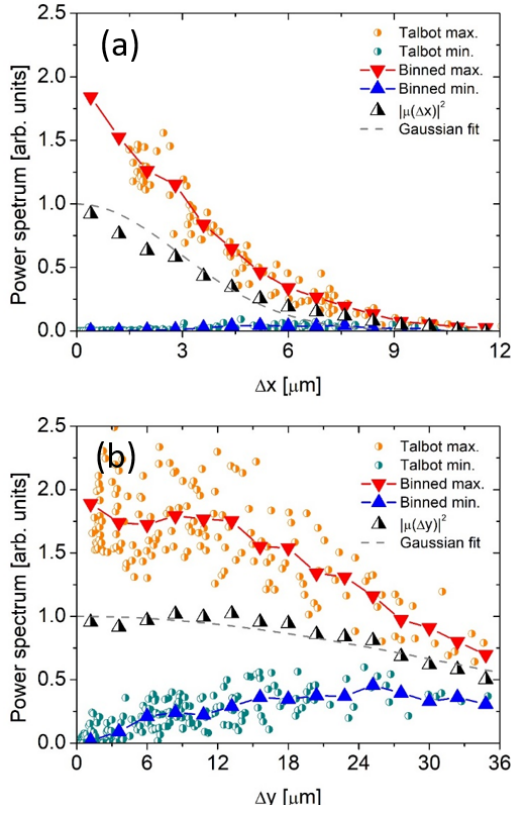 (a)
Power spetrum [arb. units]
2.5
2.0
1.5
1.0
0.5
0.0
Talbot max.
Talbot min.
Binned max.
Binned min.
|μ(Δx)|²
Gaussian fit
0 3 6 9 12
Δx [μm]
(b)
Power spectrum [arb. units]
2.5
2.0
1.5
1.0
0.5
0.0
Talbot max.
Talbot min.
Binned max.
Binned min.
|μ(Δy)|²
Gaussian fit
0 6 12 18 24 30 36
Δy [μm]